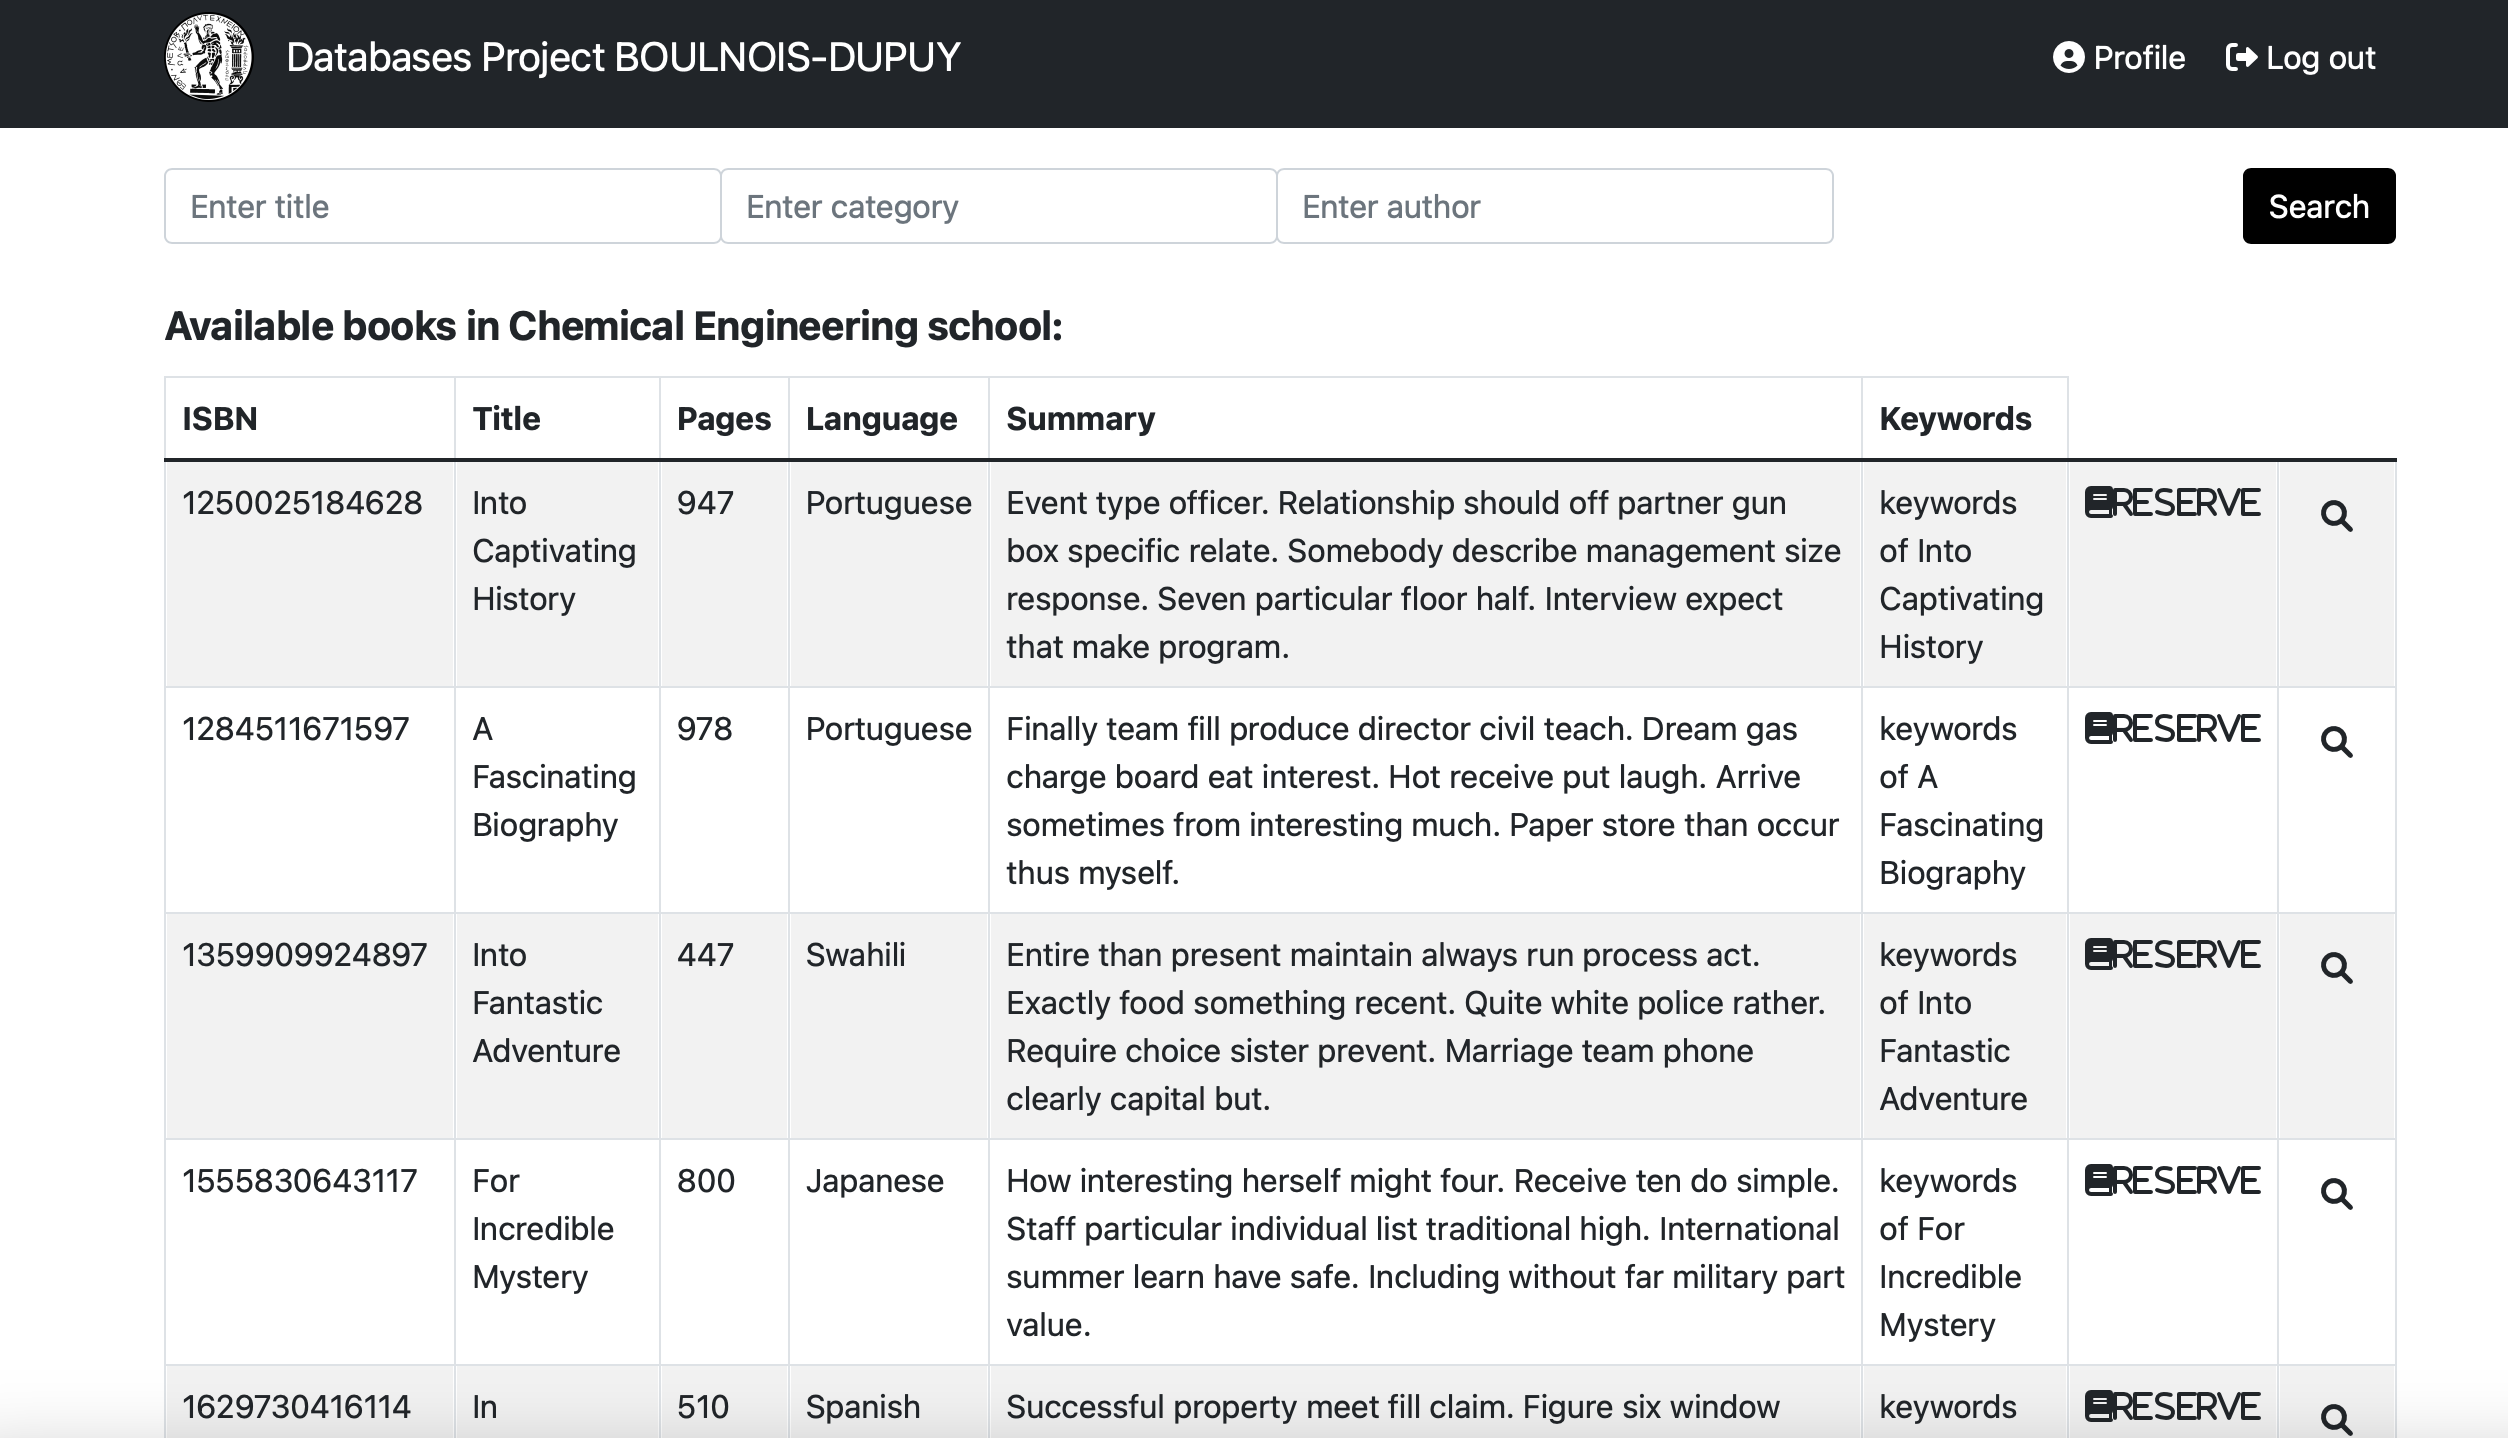 Databases Project BOULNOIS-DUPUY
Profile
Log out
Enter title
Enter category
Enter author
Search
Available books in Chemical Engineering school:
ISBN Title Pages Language Summary Keywords
1250025184628
Into
Captivating
History
947
Portuguese
Event type officer. Relationship should off partner gun
box specific relate. Somebody describe management size
response. Seven particular floor half. Interview expect
that make program.
keywords
of Into
Captivating
History
RESERVE
1284511671597
A
Fascinating
Biography
978
Portuguese
Finally team fill produce director civil teach. Dream gas
charge board eat interest. Hot receive put laugh. Arrive
sometimes from interesting much. Paper store than occur
thus myself.
keywords
of A
Fascinating
Biography
RESERVE
1359909924897
Into
Fantastic
Adventure
447
Swahili
Entire than present maintain always run process act.
Exactly food something recent. Quite white police rather.
Require choice sister prevent. Marriage team phone
clearly capital but.
keywords
of Into
Fantastic
Adventure
RESERVE
1555830643117
For
Incredible
Mystery
800
Japanese
How interesting herself might four. Receive ten do simple.
Staff particular individual list traditional high. International
summer learn have safe. Including without far military part
value.
keywords
of For
Incredible
Mystery
RESERVE
1629730416114
In
510
Spanish
Successful property meet fill claim. Figure six window
keywords
RESERVE